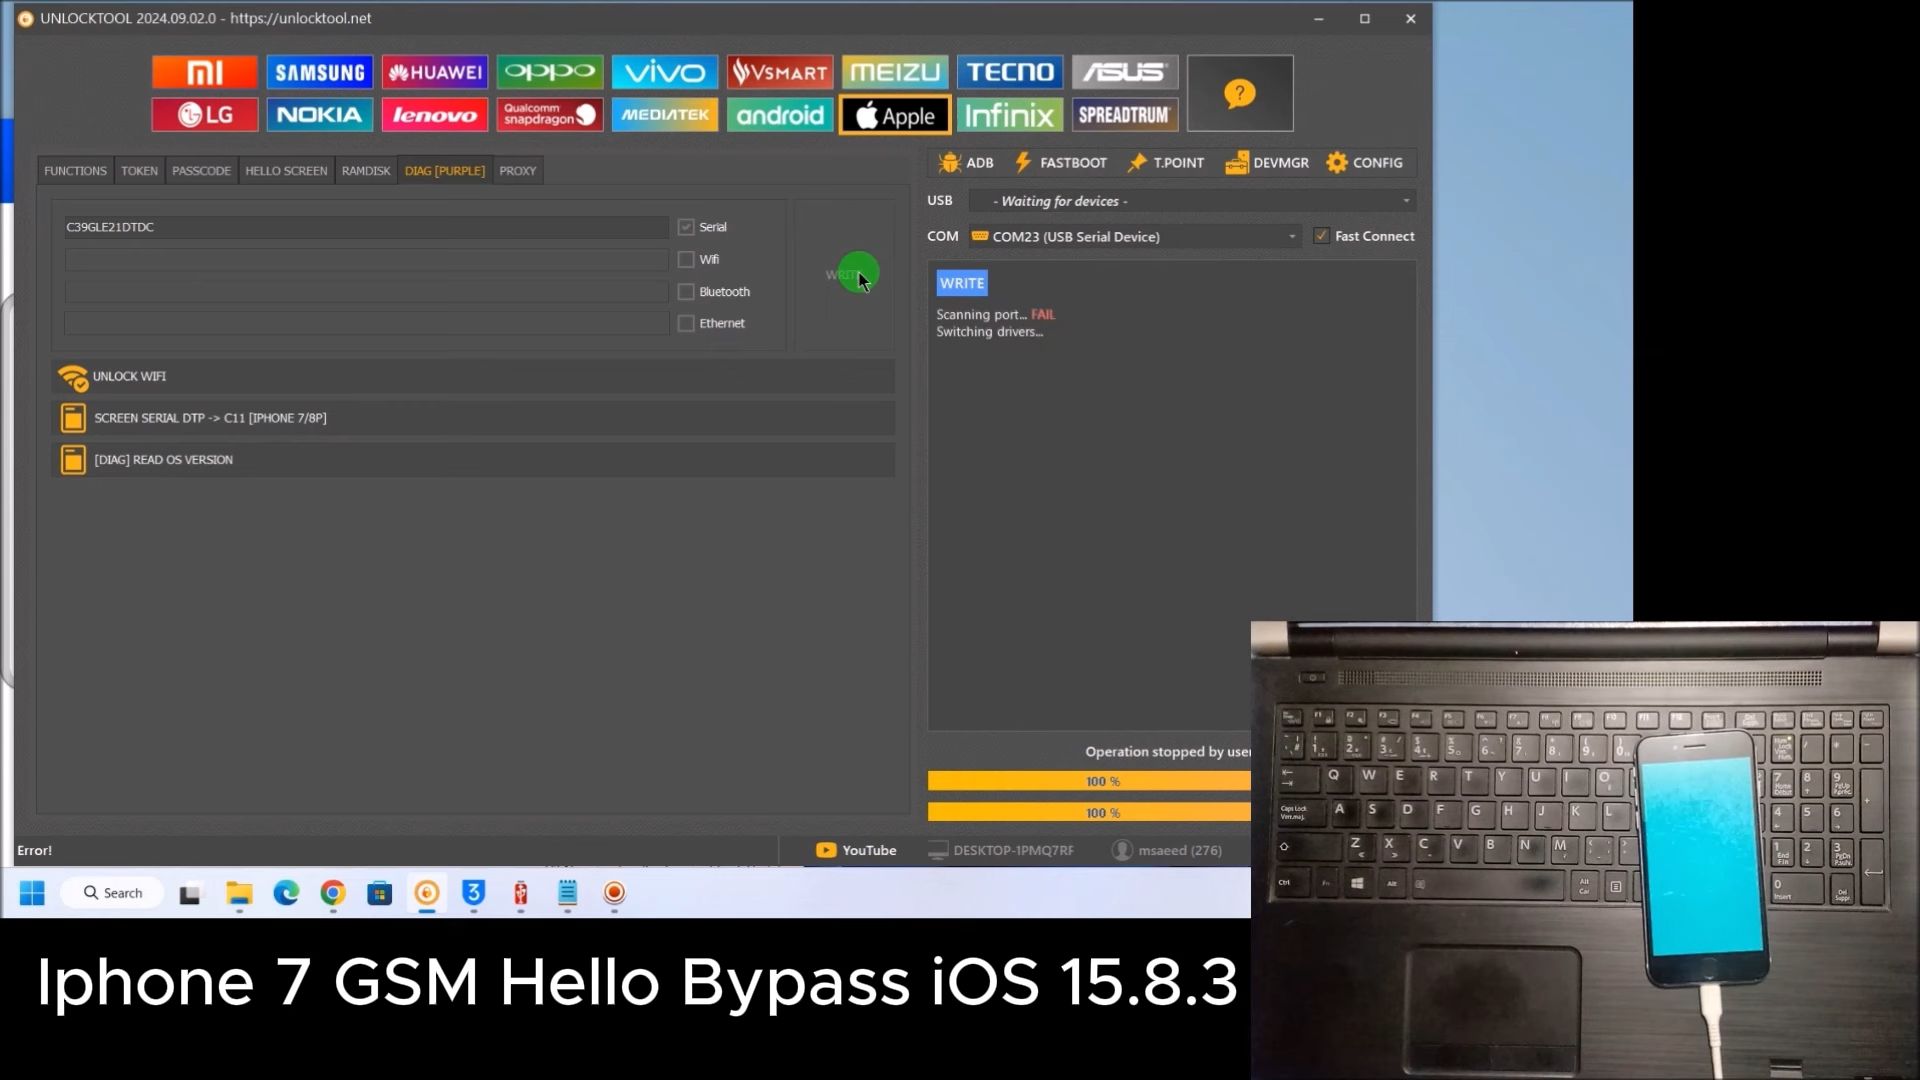 UNLOCKTOOL 2024.09.02.0 - https://unlocktool.net
MI SAMSUNG HUAWEI oppo vivo VSMART MEIZU TECNO ASUS
LG NOKIA lenovo Qualcomm snapdragon MEDIATEK android Apple Infinix SPREADTRUM
FUNCTIONS TOKEN PASSCODE HELLO SCREEN RAMDISK DIAG [PURPLE] PROXY
ADB FASTBOOT T.POINT DEVMGR CONFIG
USB - Waiting for devices -
COM COM23 (USB Serial Device) Fast Connect
C39GLE21DTDC Serial
Wifi
Bluetooth
Ethernet
WRITE
UNLOCK WIFI
SCREEN SERIAL DTP -> C11 [IPHONE 7/8P]
[DIAG] READ OS VERSION
WRITE
Scanning port... FAIL
Switching drivers...
Operation stopped by user
100 %
100 %
Error! YouTube DESKTOP-1PMQ7RF msaeed (276)
Search
Iphone 7 GSM Hello Bypass iOS 15.8.3
Q W E R T Y U I O
A S D F G H J K L
Z X C V B N M